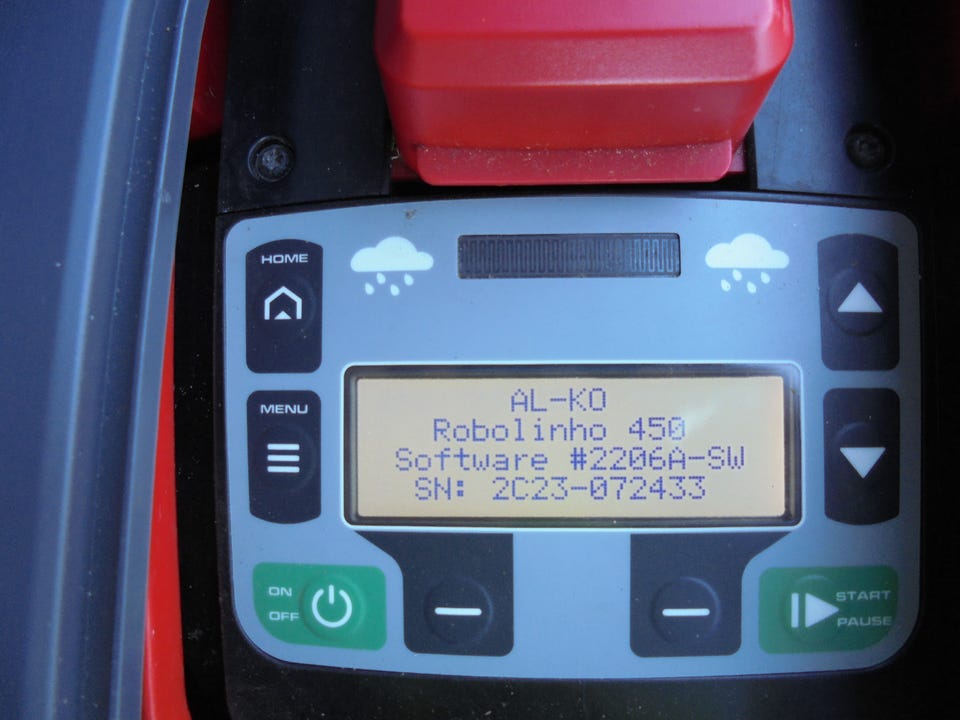 HOME
MENU
AL-KO
Robolinho 450
Software #2206A-SW
SN: 2C23-072433
ON
OFF
START
PAUSE